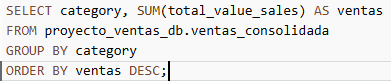 SELECT category, SUM(total_value_sales) AS ventas
FROM proyecto_ventas_db.ventas_consolidada
GROUP BY category
ORDER BY ventas DESC;